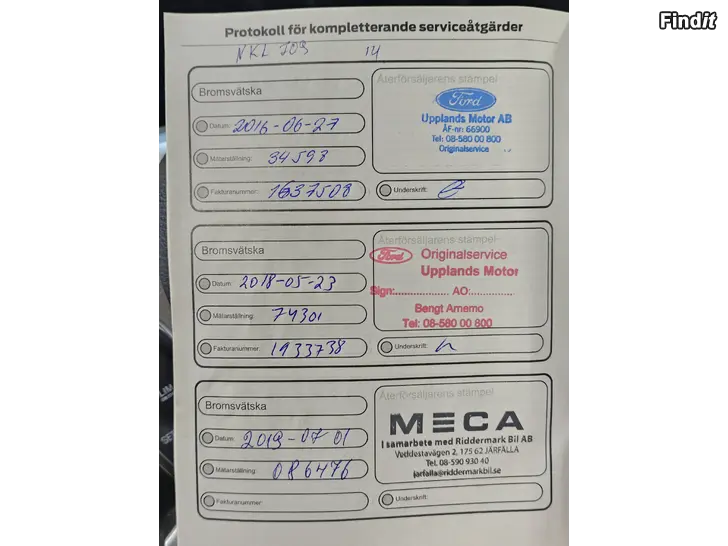 Findit
Protokoll för kompletterande serviceåtgärder
NKL 709 14
Bromsvätska
Datum: 2016-06-27
Mätarställning: 34593
Fakturanummer: 1637508
Återförsäljarens stämpel
Ford
Upplands Motor AB
ÅF-nr: 66900
Tel: 08-580 00 800
Originalservice
Underskrift:
Bromsvätska
Datum: 2018-05-23
Mätarställning: 74301
Fakturanummer: 1933738
Återförsäljarens stämpel
Ford Originalservice
Upplands Motor
Sign:.................. AO:..............
Bengt Arnemo
Tel: 08-580 00 800
Underskrift:
Bromsvätska
Datum: 2019-07-01
Mätarställning: 086476
Fakturanummer:
Återförsäljarens stämpel
MECA
I samarbete med Riddermark Bil AB
Veddestavägen 2, 175 62 JÄRFÄLLA
Tel. 08-590 930 40
jarfalla@riddermarkbil.se
Underskrift: